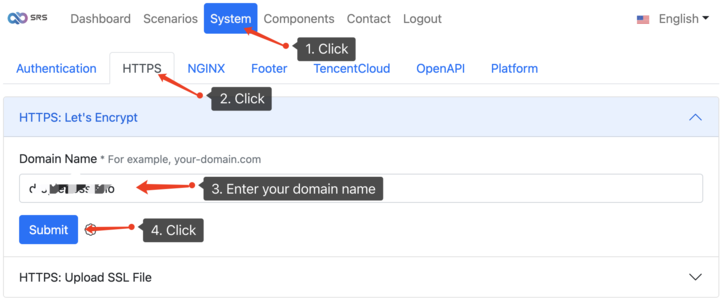 SRS Dashboard Scenarios System Components Contact Logout English
1. Click
Authentication HTTPS NGINX Footer TencentCloud OpenAPI Platform
2. Click
HTTPS: Let's Encrypt
Domain Name * For example, your-domain.com
3. Enter your domain name
Submit 4. Click
HTTPS: Upload SSL File